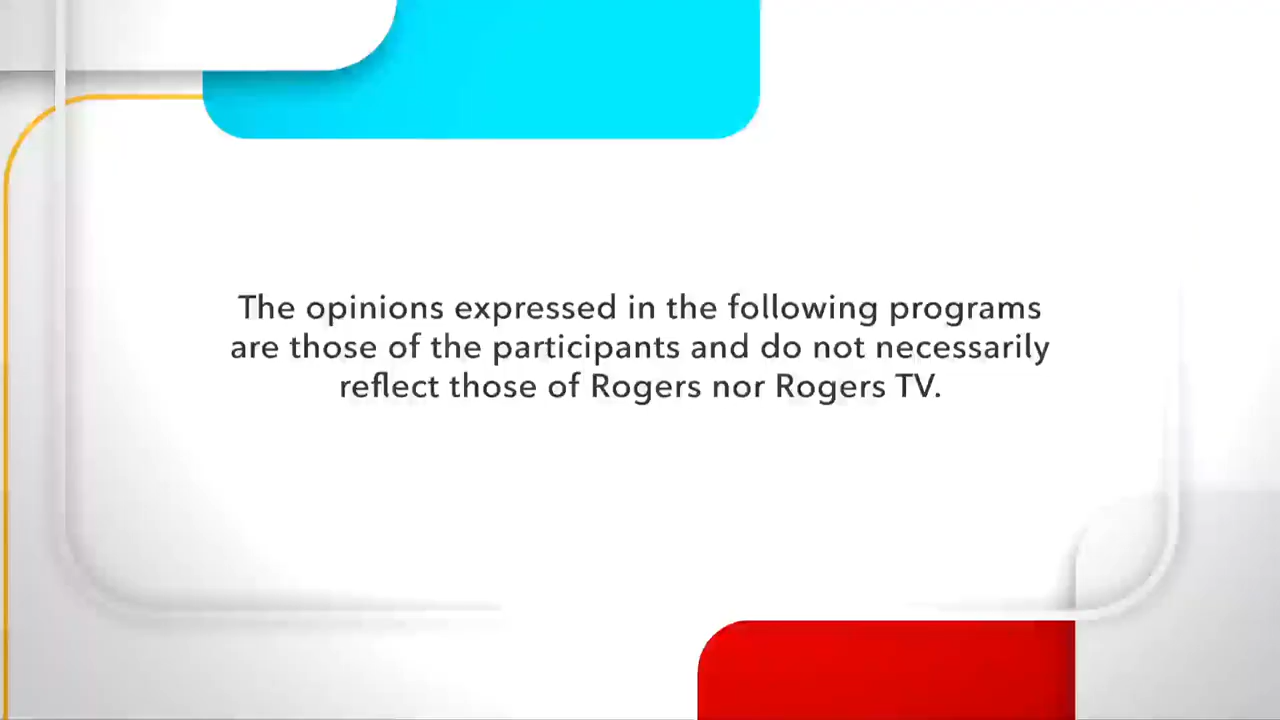 The opinions expressed in the following programs
are those of the participants and do not necessarily
reflect those of Rogers nor Rogers TV.